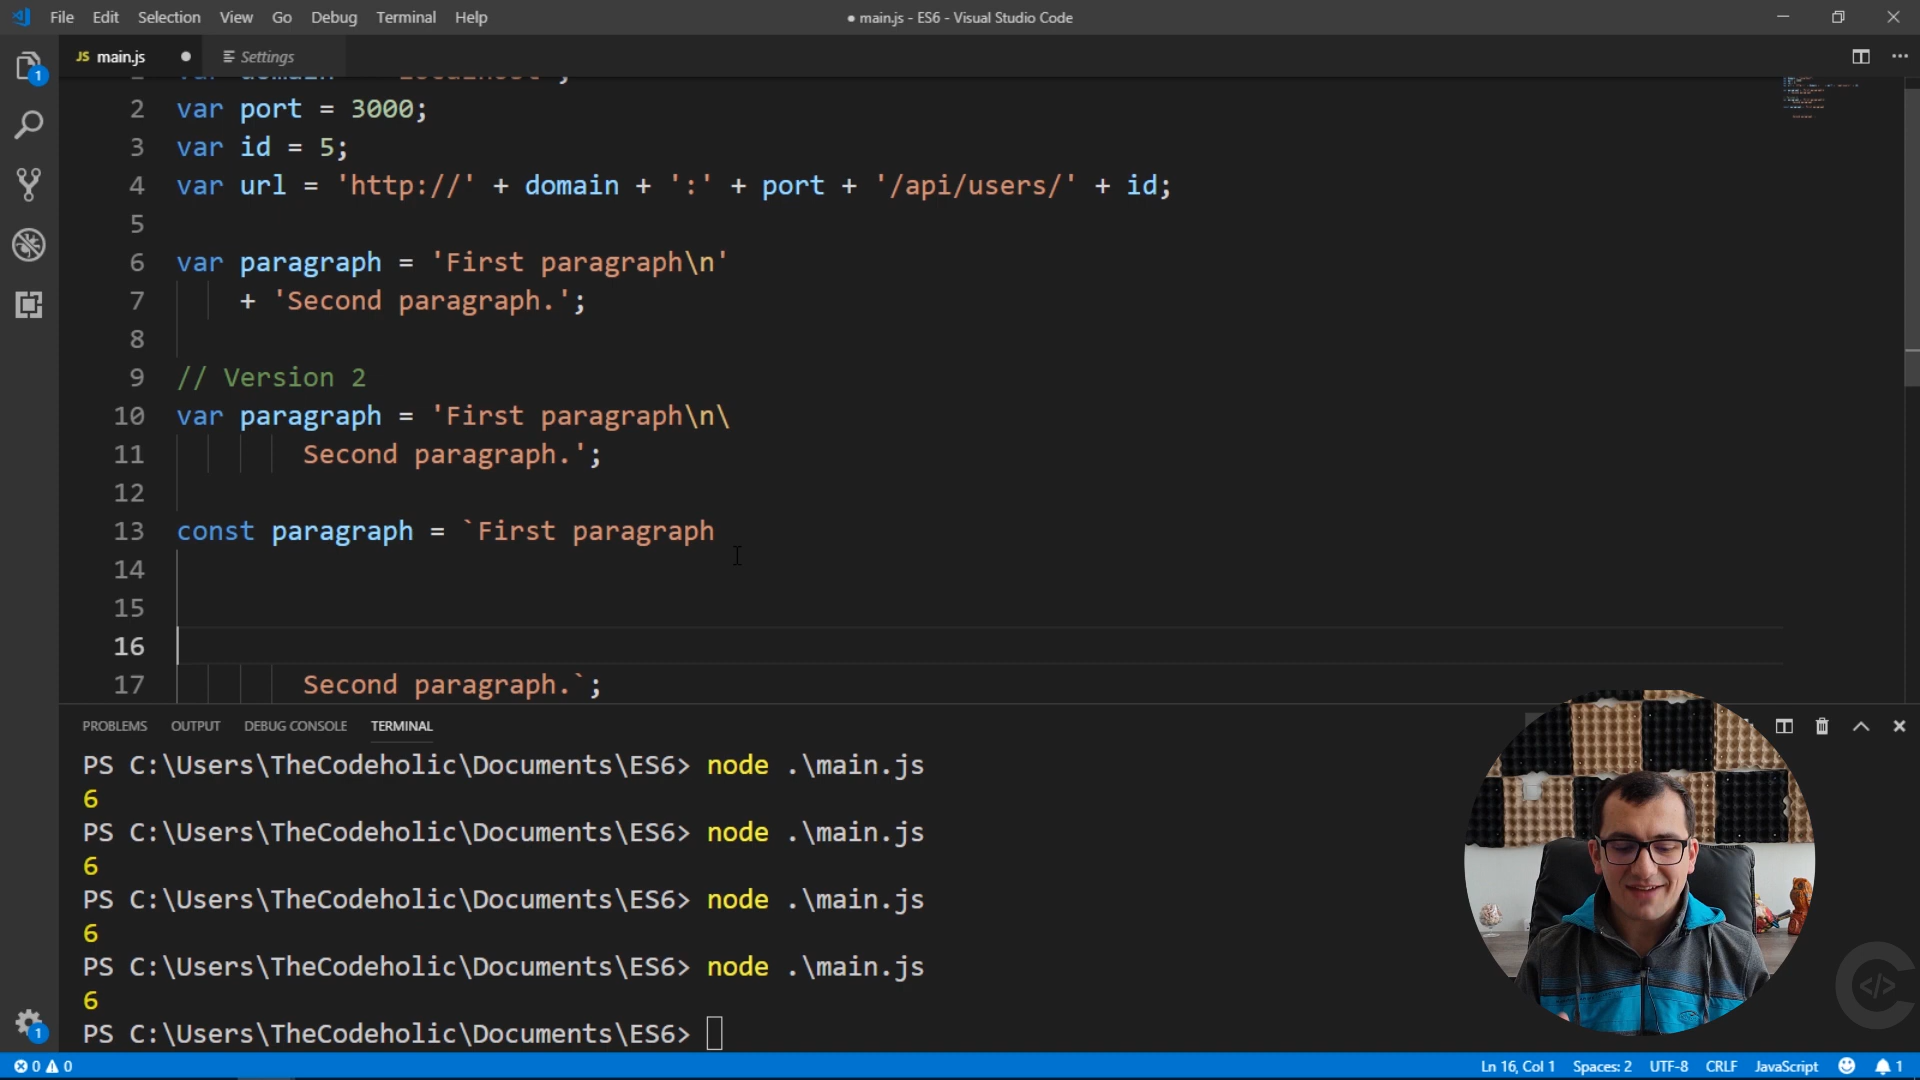 File Edit Selection View Go Debug Terminal Help
● main.js - ES6 - Visual Studio Code
JS main.js ● Settings
2 var port = 3000;
3 var id = 5;
4 var url = 'http://' + domain + ':' + port + '/api/users/' + id;
5
6 var paragraph = 'First paragraph\n'
7 + 'Second paragraph.';
8
9 // Version 2
10 var paragraph = 'First paragraph\n\
11 Second paragraph.';
12
13 const paragraph = `First paragraph
14
15
16
17 Second paragraph.`;
PROBLEMS OUTPUT DEBUG CONSOLE TERMINAL
PS C:\Users\TheCodeholic\Documents\ES6> node .\main.js
6
PS C:\Users\TheCodeholic\Documents\ES6> node .\main.js
6
PS C:\Users\TheCodeholic\Documents\ES6> node .\main.js
6
PS C:\Users\TheCodeholic\Documents\ES6> node .\main.js
6
PS C:\Users\TheCodeholic\Documents\ES6>
0 0 Ln 16, Col 1 Spaces: 2 UTF-8 CRLF JavaScript 1